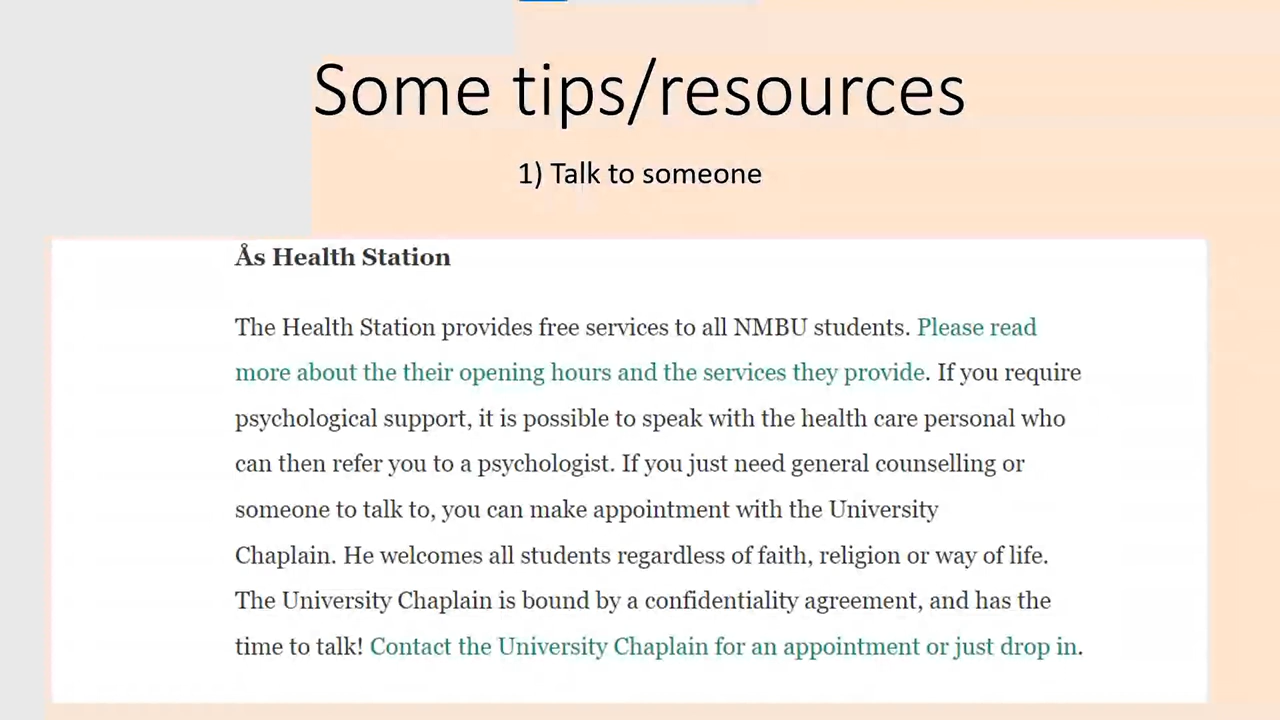 Some tips/resources
1) Talk to someone
Ås Health Station
The Health Station provides free services to all NMBU students. Please read
more about the their opening hours and the services they provide. If you require
psychological support, it is possible to speak with the health care personal who
can then refer you to a psychologist. If you just need general counselling or
someone to talk to, you can make appointment with the University
Chaplain. He welcomes all students regardless of faith, religion or way of life.
The University Chaplain is bound by a confidentiality agreement, and has the
time to talk! Contact the University Chaplain for an appointment or just drop in.